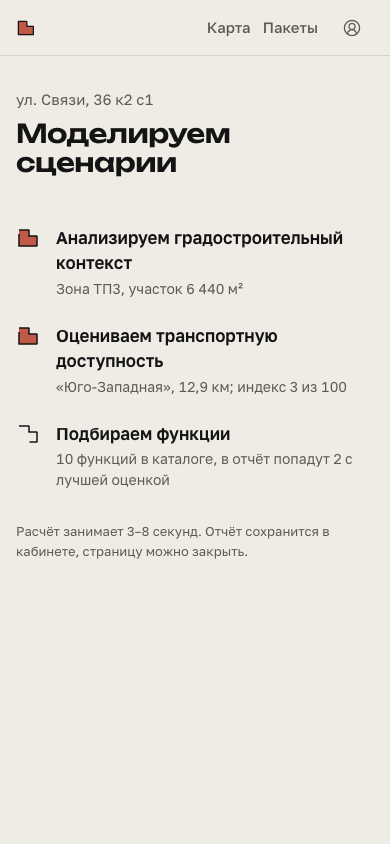 Карта Пакеты
ул. Связи, 36 к2 с1
Моделируем
сценарии
Анализируем градостроительный
контекст
Зона ТПЗ, участок 6 440 м²
Оцениваем транспортную
доступность
«Юго-Западная», 12,9 км; индекс 3 из 100
Подбираем функции
10 функций в каталоге, в отчёт попадут 2 с
лучшей оценкой
Расчёт занимает 3–8 секунд. Отчёт сохранится в
кабинете, страницу можно закрыть.